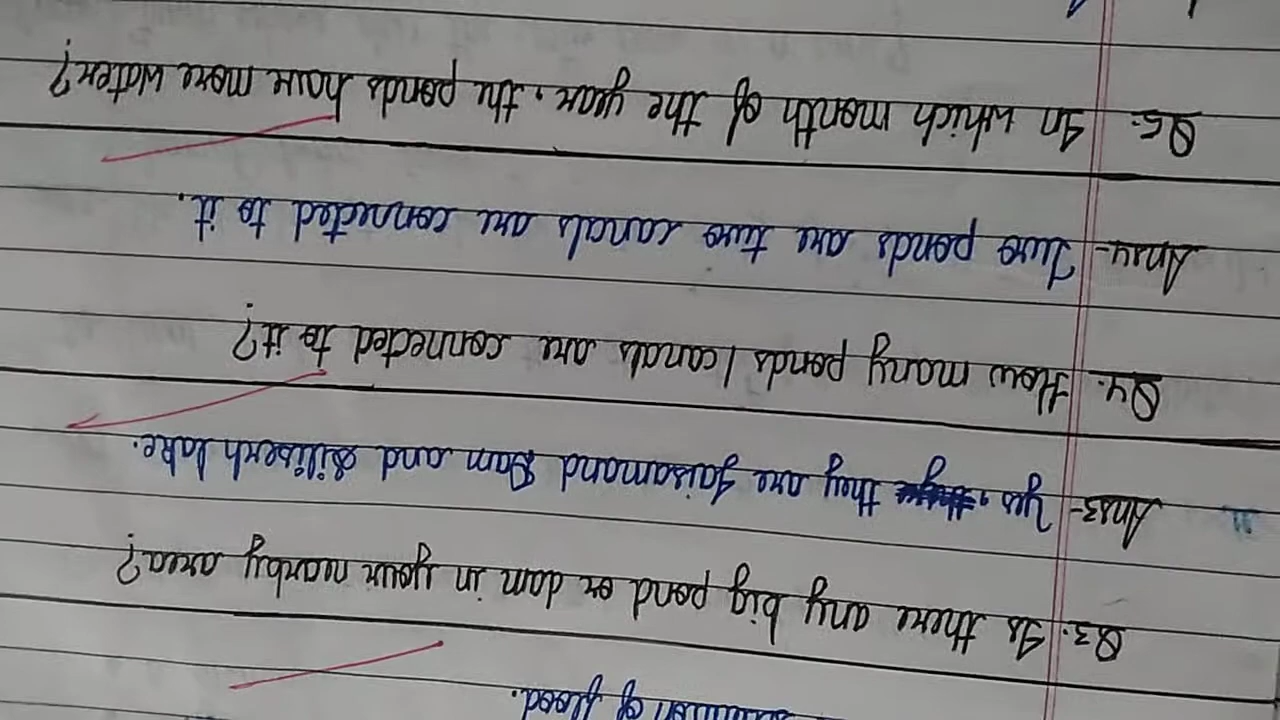 of flood.
Q3. Is there any big pond or dam in your nearby area?
Ans3- Yes, they are Jaisamand Dam and Siliserh lake.
Q4. How many ponds / canals are connected to it?
Ans4- Two ponds are two canals are connected to it.
Q5. In which month of the year, the ponds have more water?